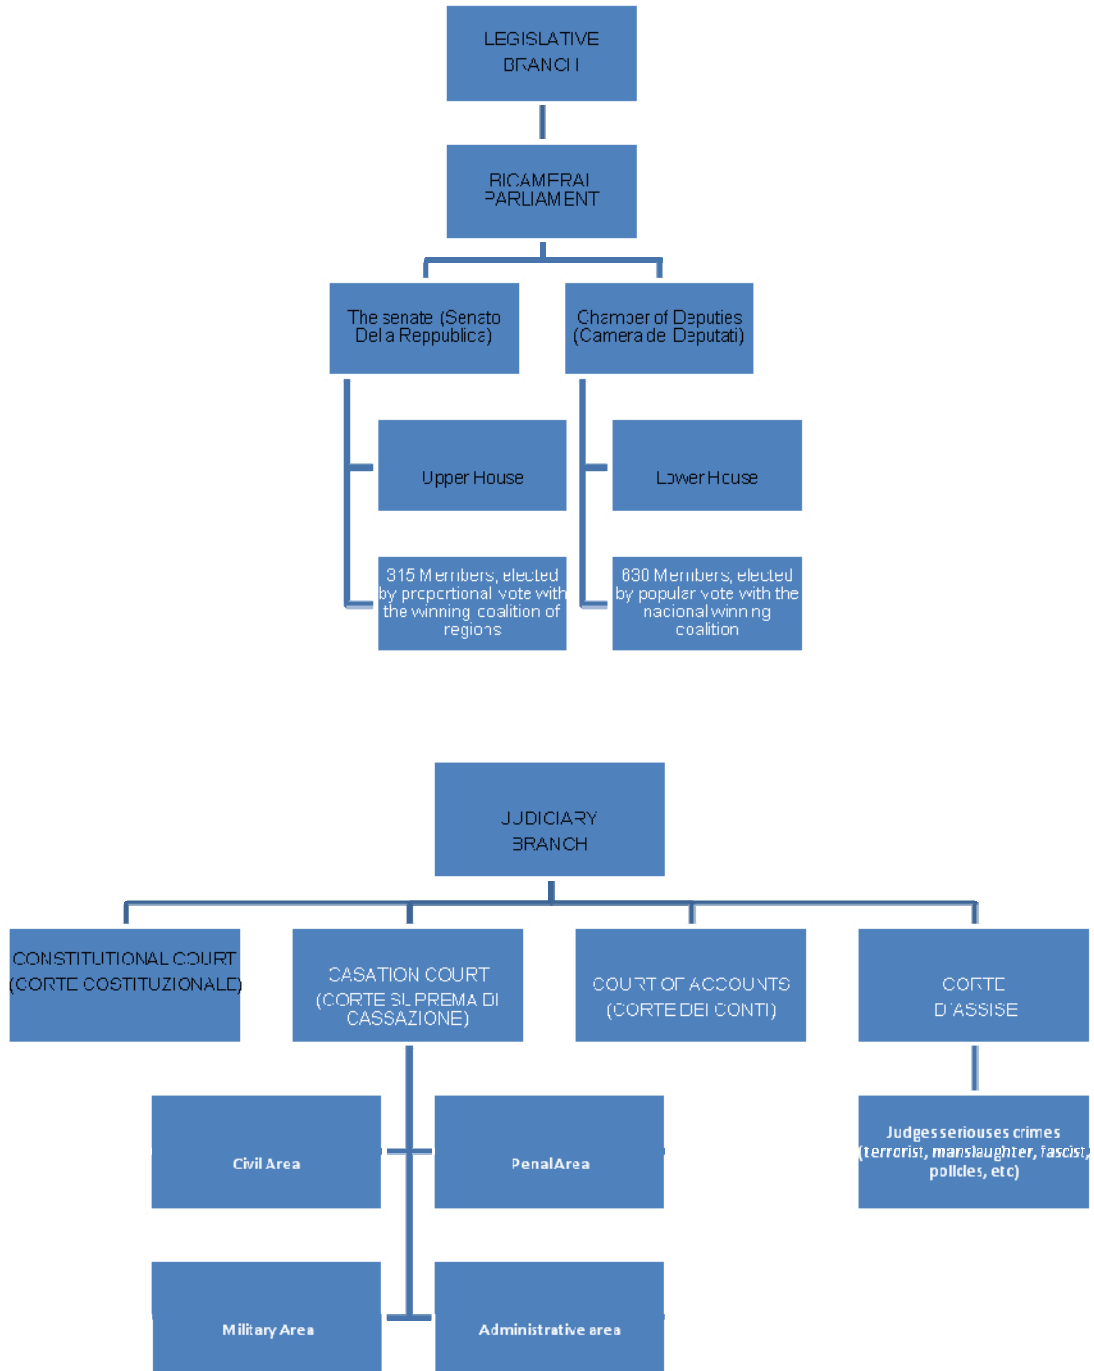 LEGISLATIVE
BRANCH
BICAMERAL
PARLIAMENT
The senate (Senato
Della Reppublica)
Chamber of Deputies
(Camera dei Deputati)
Upper House
Lower House
315 Members, elected
by proportional vote with
the winning coalition of
regions
630 Members, elected
by popular vote with the
nacional winning
coalition
JUDICIARY
BRANCH
CONSTITUTIONAL COURT
(CORTE COSTITUZIONALE)
CASATION COURT
(CORTE SUPREMA DI
CASSAZIONE)
COURT OF ACCOUNTS
(CORTE DEI CONTI)
CORTE
D'ASSISE
Civil Area
Penal Area
Judges seriouses crimes
(terrorist, manslaughter, fascist,
policies, etc)
Military Area
Administrative area